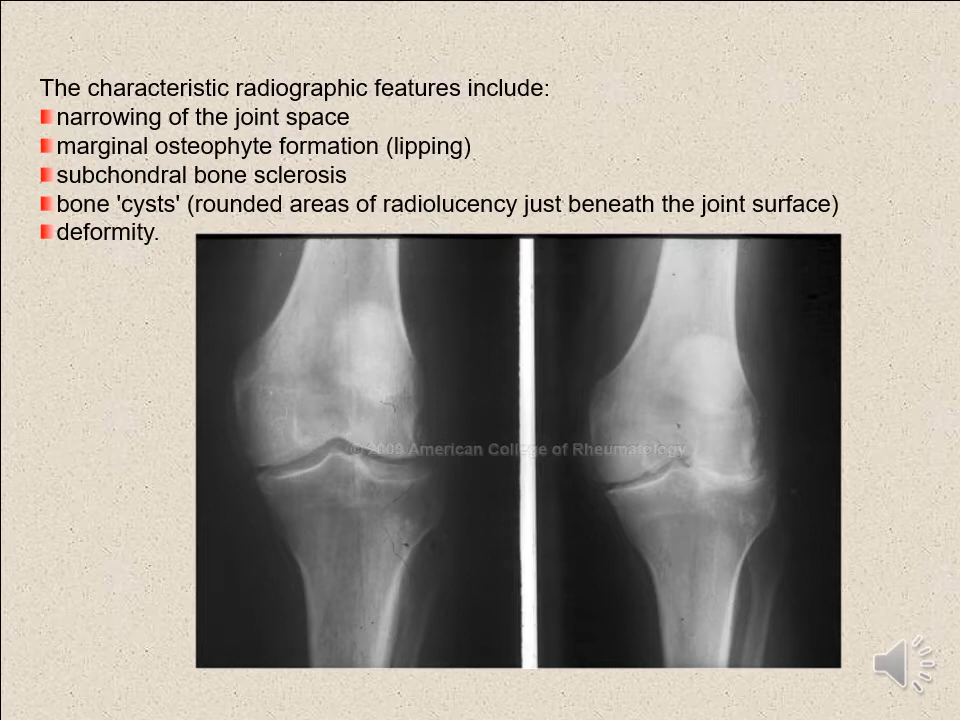 The characteristic radiographic features include:
narrowing of the joint space
marginal osteophyte formation (lipping)
subchondral bone sclerosis
bone 'cysts' (rounded areas of radiolucency just beneath the joint surface)
deformity.
© 2009 American College of Rheumatology